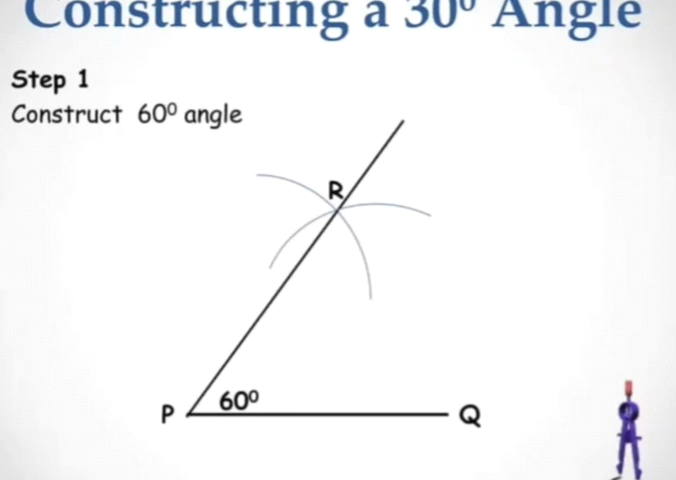 Constructing a 30⁰ Angle
Step 1
Construct 60⁰ angle
R
60⁰
P
Q